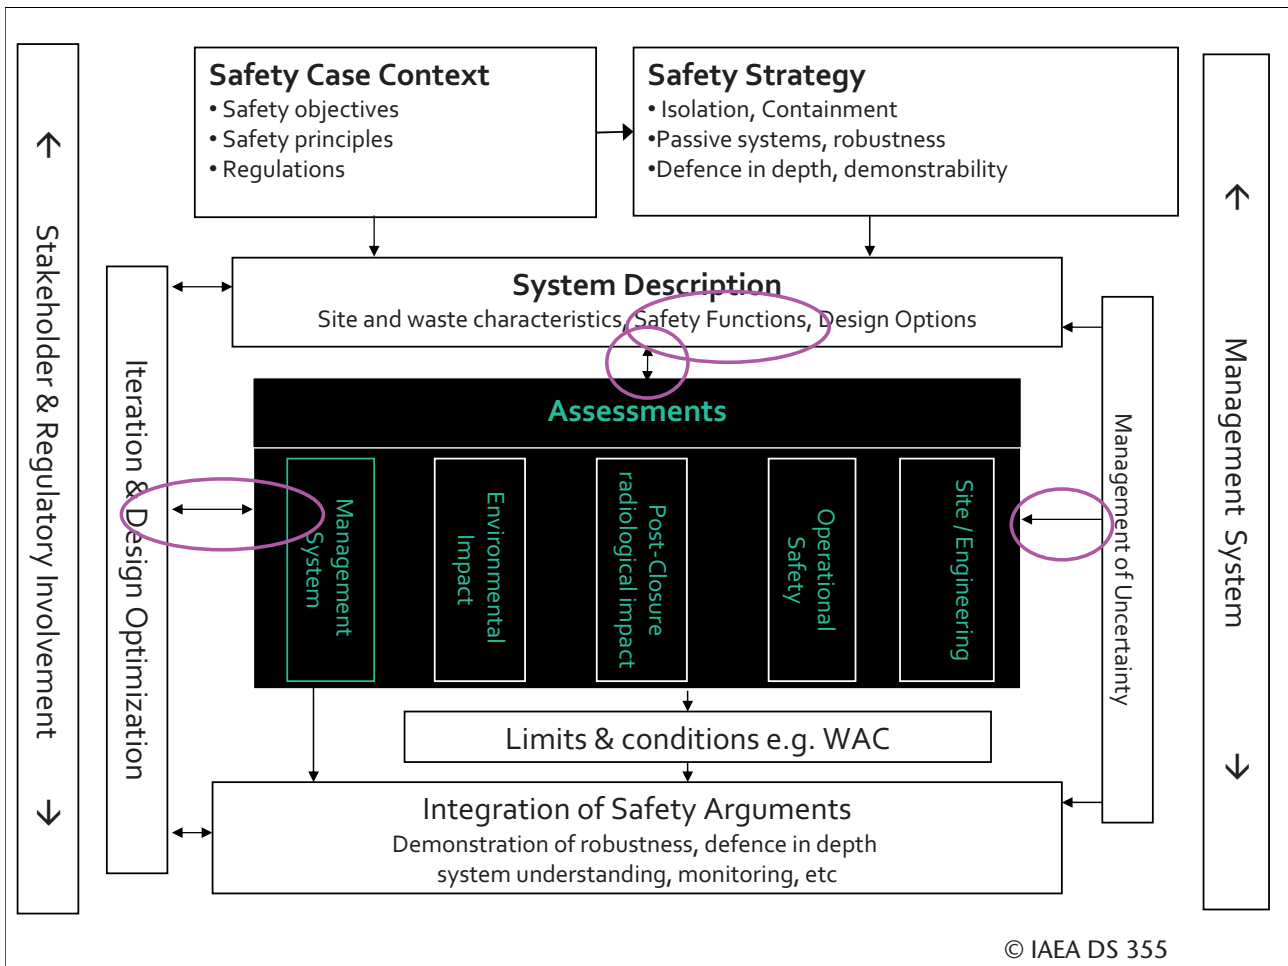 Safety Case Context
• Safety objectives
• Safety principles
• Regulations
Safety Strategy
• Isolation, Containment
•Passive systems, robustness
•Defence in depth, demonstrability
← Stakeholder & Regulatory Involvement →
Iteration & Design Optimization
System Description
Site and waste characteristics, Safety Functions, Design Options
Assessments
Management
System
Environmental
Impact
Post-Closure
radiological impact
Operational
Safety
Site / Engineering
Management of Uncertainty
← Management System →
Limits & conditions e.g. WAC
Integration of Safety Arguments
Demonstration of robustness, defence in depth
system understanding, monitoring, etc
© IAEA DS 355